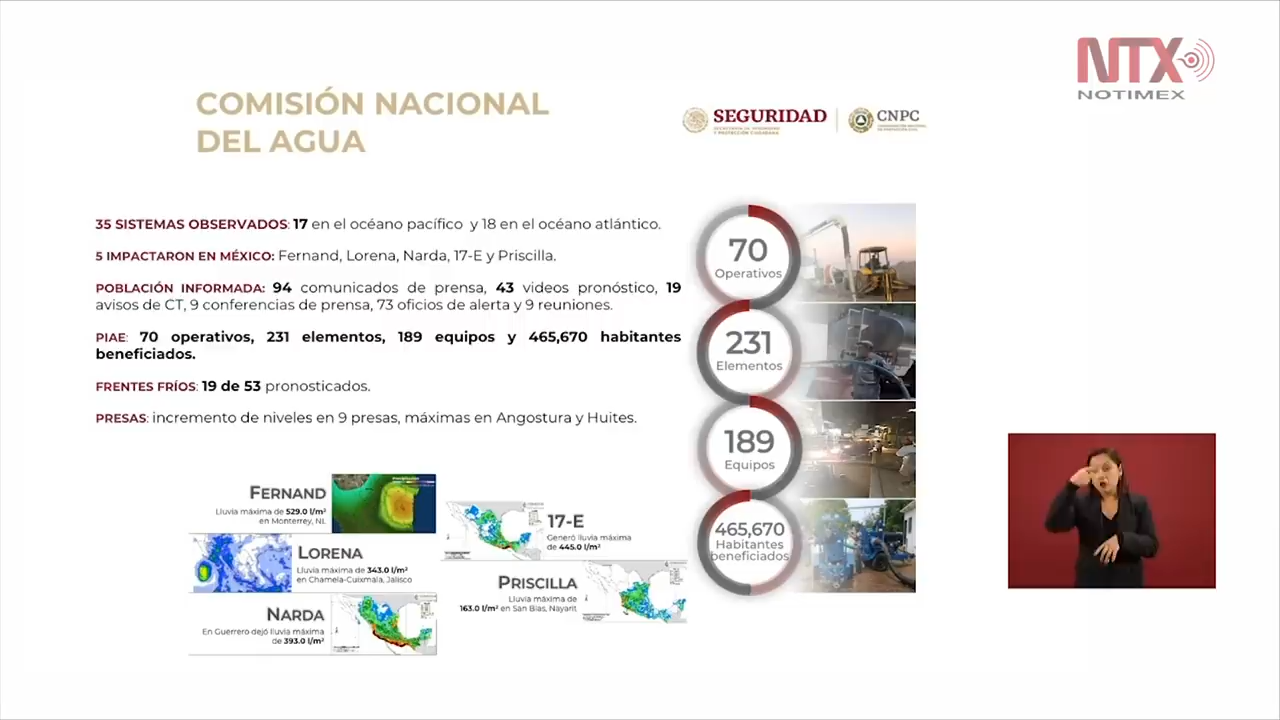 NTX
NOTIMEX
COMISIÓN NACIONAL
DEL AGUA
SEGURIDAD
SECRETARÍA DE SEGURIDAD
Y PROTECCIÓN CIUDADANA
CNPC
35 SISTEMAS OBSERVADOS: 17 en el océano pacífico y 18 en el océano atlántico.
5 IMPACTARON EN MÉXICO: Fernand, Lorena, Narda, 17-E y Priscilla.
POBLACIÓN INFORMADA: 94 comunicados de prensa, 43 videos pronóstico, 19
avisos de CT, 9 conferencias de prensa, 73 oficios de alerta y 9 reuniones.
PIAE: 70 operativos, 231 elementos, 189 equipos y 465,670 habitantes
beneficiados.
FRENTES FRÍOS: 19 de 53 pronosticados.
PRESAS: incremento de niveles en 9 presas, máximas en Angostura y Huites.
70
Operativos
231
Elementos
189
Equipos
465,670
Habitantes
beneficiados
FERNAND
Lluvia máxima de 529.0 l/m²
en Monterrey, NL
LORENA
Lluvia máxima de 343.0 l/m²
en Chamela-Cuixmala, Jalisco
NARDA
En Guerrero dejó lluvia máxima
de 393.0 l/m²
17-E
Generó lluvia máxima
de 445.0 l/m²
PRISCILLA
Lluvia máxima de
163.0 l/m² en San Blas, Nayarit